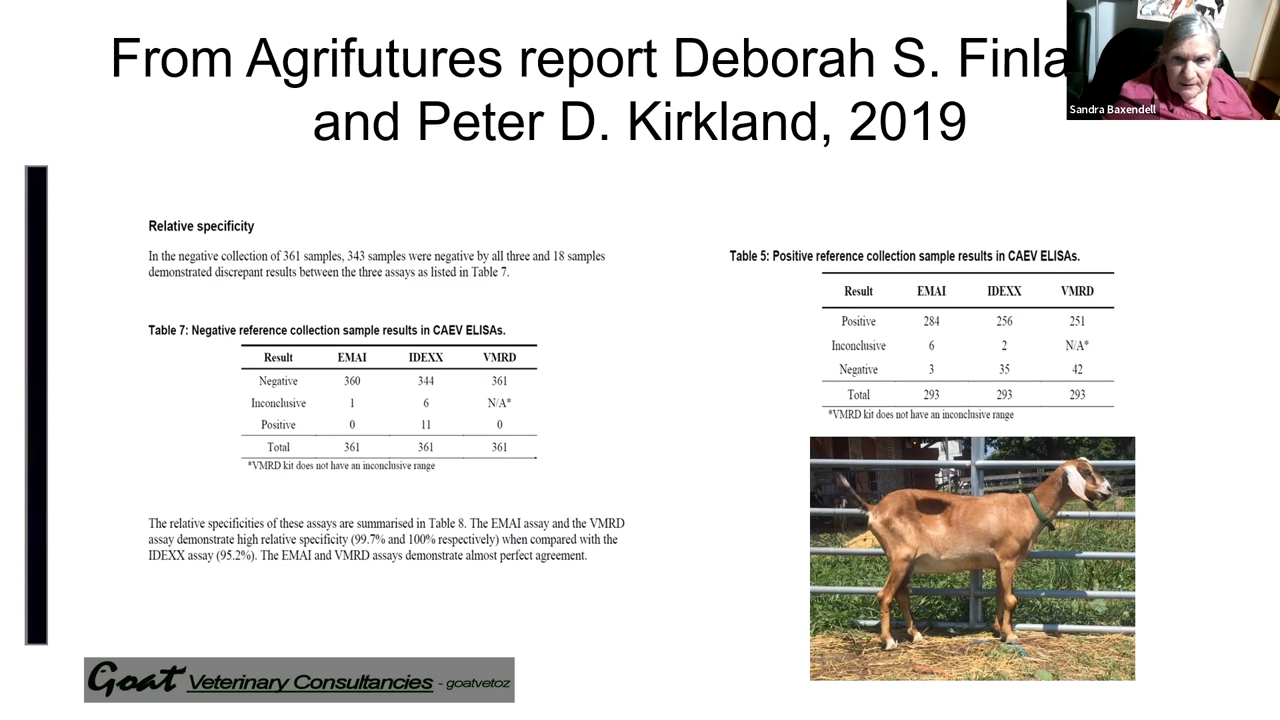 From Agrifutures report Deborah S.
and Peter D. Kirkland, 2019
Sandra Baxendell
Relative specificity
In the negative collection of 361 samples, 343 samples were negative by all three and 18 samples
demonstrated discrepant results between the three assays as listed in Table 7.
Table 7: Negative reference collection sample results in CAEV ELISAs.
Result EMAI IDEXX VMRD
Negative 360 344 361
Inconclusive 1 6 N/A*
Positive 0 11 0
Total 361 361 361
*VMRD kit does not have an inconclusive range
The relative specificities of these assays are summarised in Table 8. The EMAI assay and the VMRD
assay demonstrate high relative specificity (99.7% and 100% respectively) when compared with the
IDEXX assay (95.2%). The EMAI and VMRD assays demonstrate almost perfect agreement.
Table 5: Positive reference collection sample results in CAEV ELISAs.
Result EMAI IDEXX VMRD
Positive 284 256 251
Inconclusive 6 2 N/A*
Negative 3 35 42
Total 293 293 293
*VMRD kit does not have an inconclusive range
Goat Veterinary Consultancies - goatvetoz